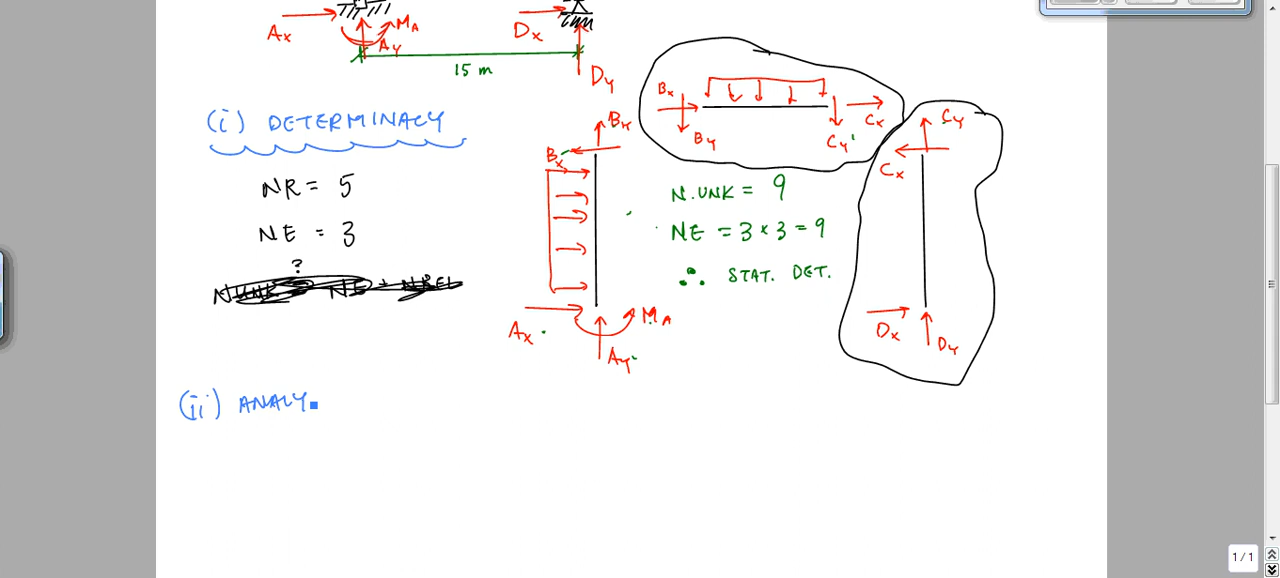 Ax
MA
Ay
Dx
15 m
Dy
(i) DETERMINACY
NR = 5
NE = 3
?
By
Bx
Ax
MA
Ay
Bx
By
Cx
Cy
N.UNK = 9
NE = 3 × 3 = 9
∴ STAT. DET.
Cy
Cx
Dx
Dy
(ii) ANALY
1 / 1